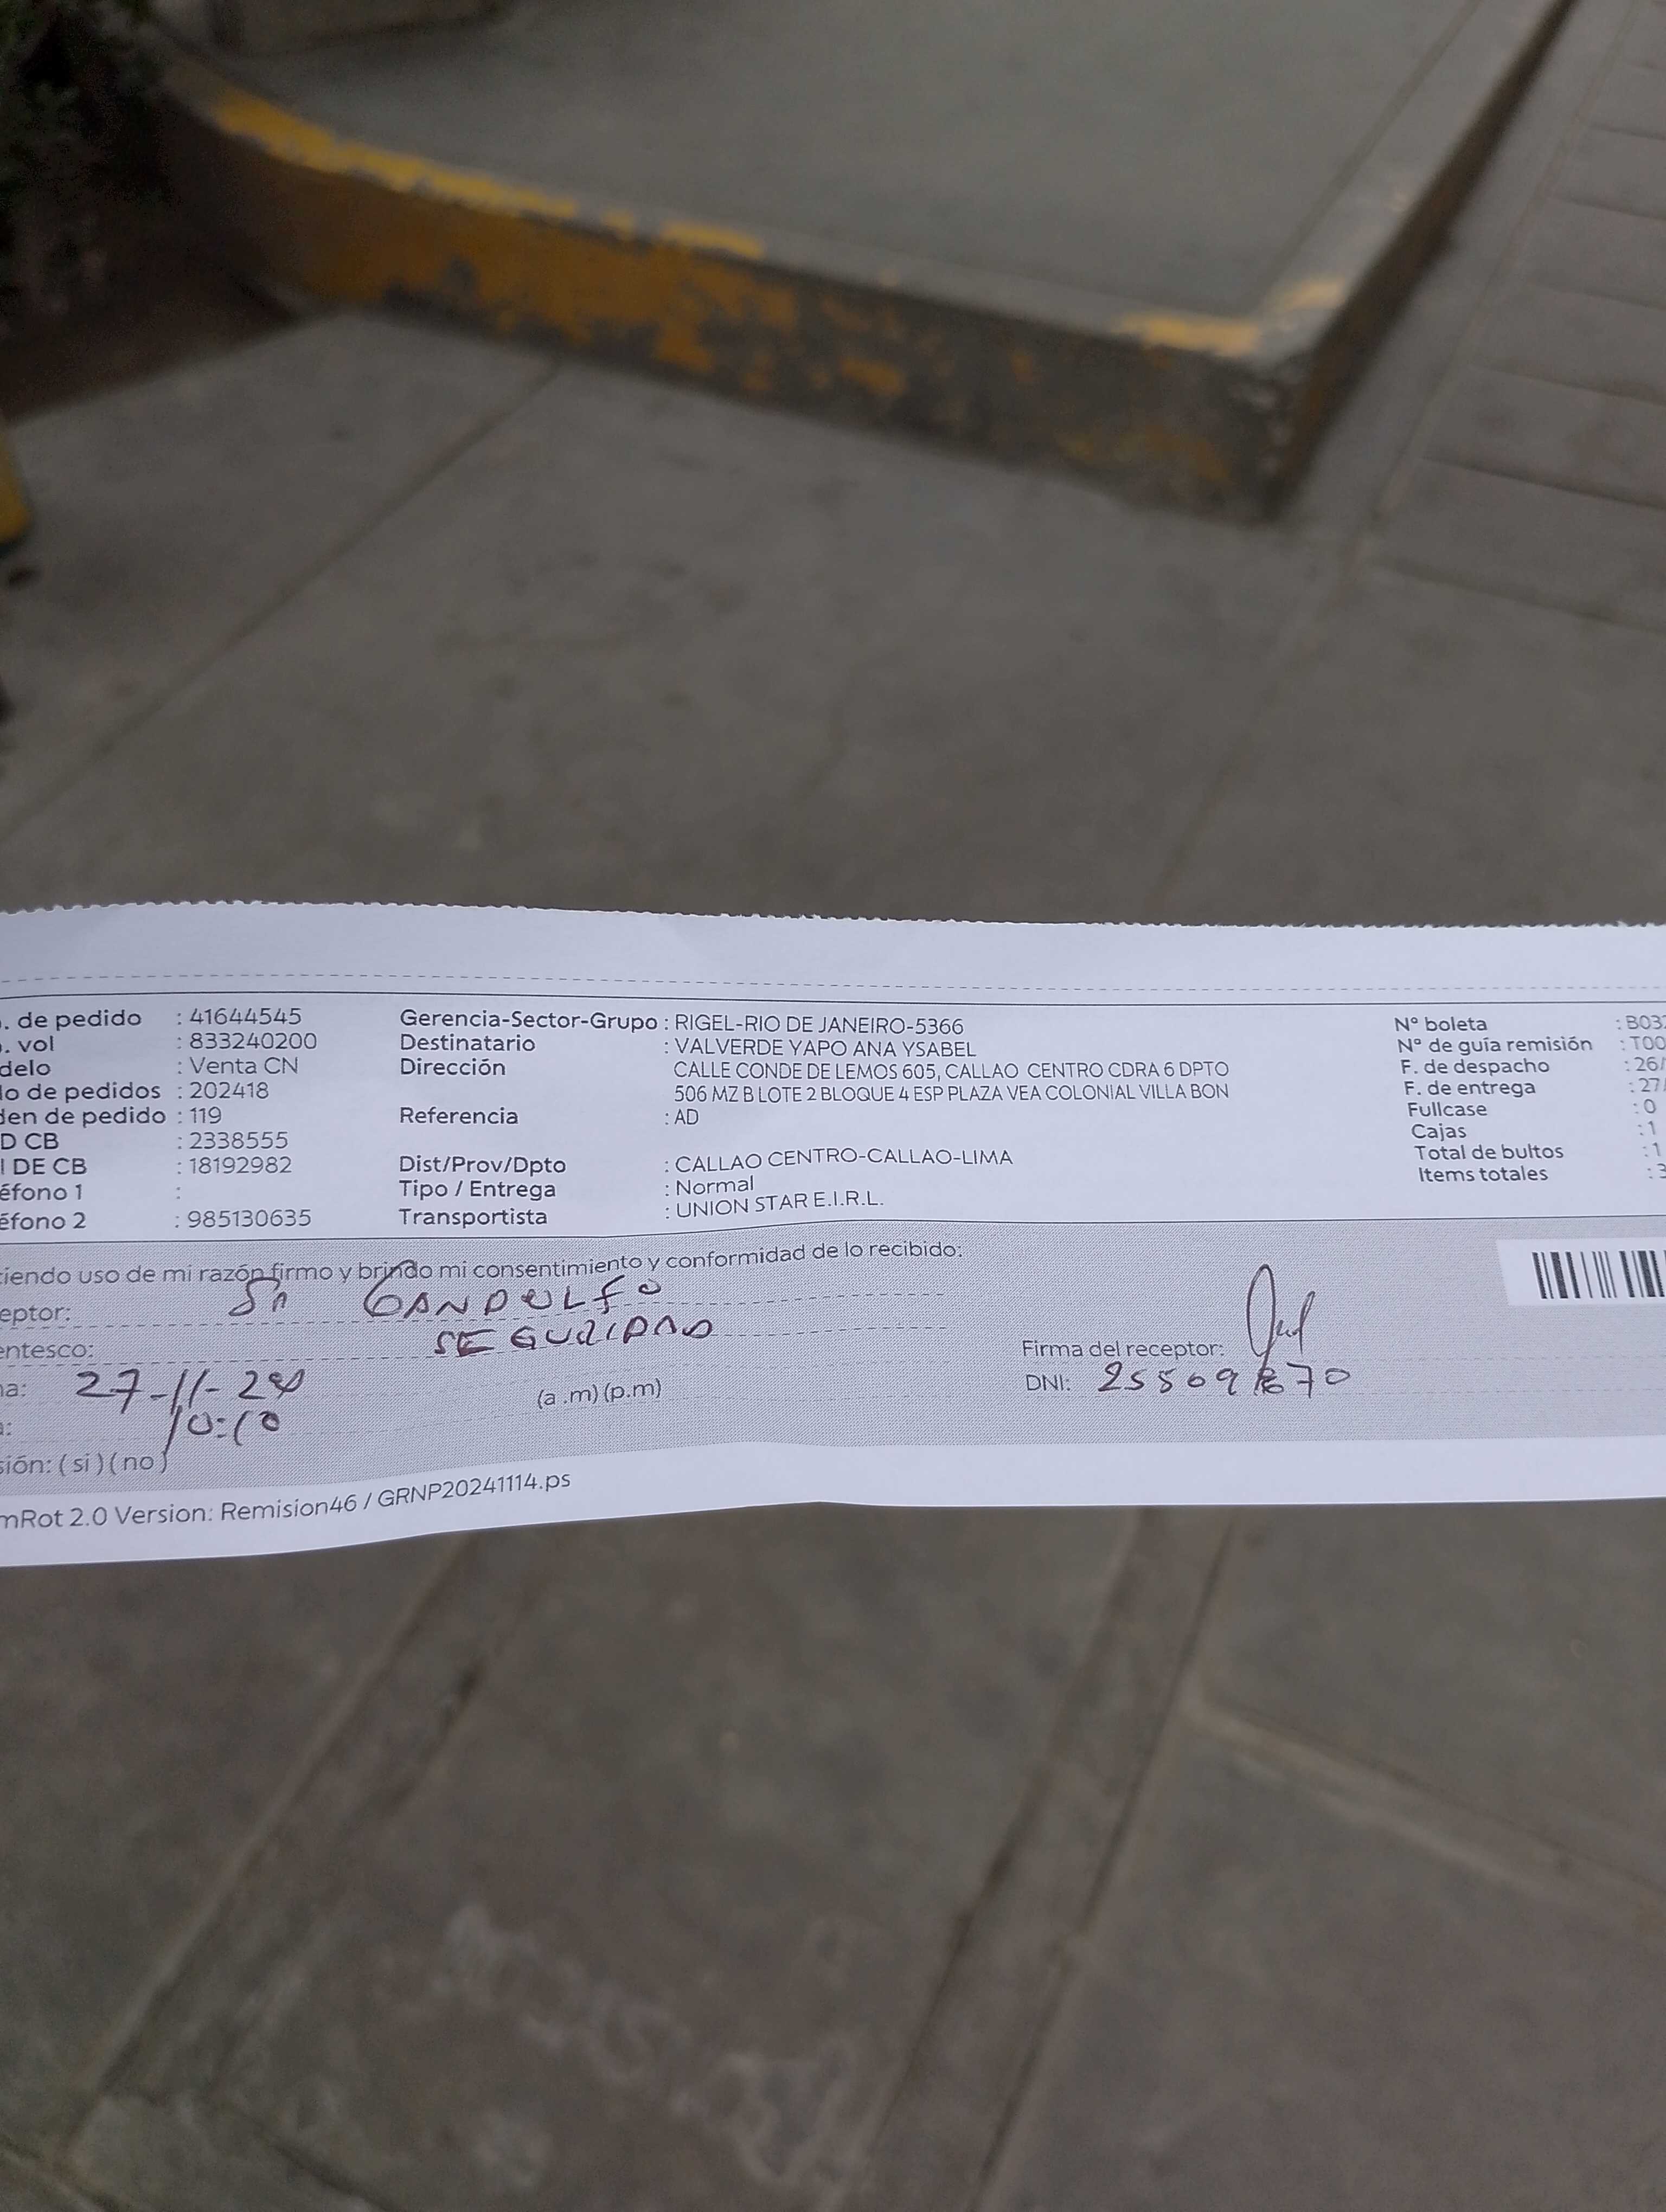 . de pedido : 41644545 Gerencia-Sector-Grupo : RIGEL-RIO DE JANEIRO-5366 Nº boleta : B03
. vol : 833240200 Destinatario : VALVERDE YAPO ANA YSABEL Nº de guía remisión : T00
delo : Venta CN Dirección CALLE CONDE DE LEMOS 605, CALLAO CENTRO CDRA 6 DPTO F. de despacho : 26/
lo de pedidos : 202418 506 MZ B LOTE 2 BLOQUE 4 ESP PLAZA VEA COLONIAL VILLA BON F. de entrega : 27/
den de pedido : 119 Referencia : AD Fullcase : 0
D CB : 2338555 Cajas : 1
I DE CB : 18192982 Dist/Prov/Dpto : CALLAO CENTRO-CALLAO-LIMA Total de bultos : 1
éfono 1 : Tipo / Entrega : Normal Items totales : 3
éfono 2 : 985130635 Transportista : UNION STAR E.I.R.L.
iendo uso de mi razón firmo y brindo mi consentimiento y conformidad de lo recibido:
eptor: Sr GANDULFO
entesco: SEGURIDAD Firma del receptor:
a: 27-11-24 (a .m) (p.m) DNI:
: 10:10
sión: ( si ) ( no )
mRot 2.0 Version: Remision46 / GRNP20241114.ps